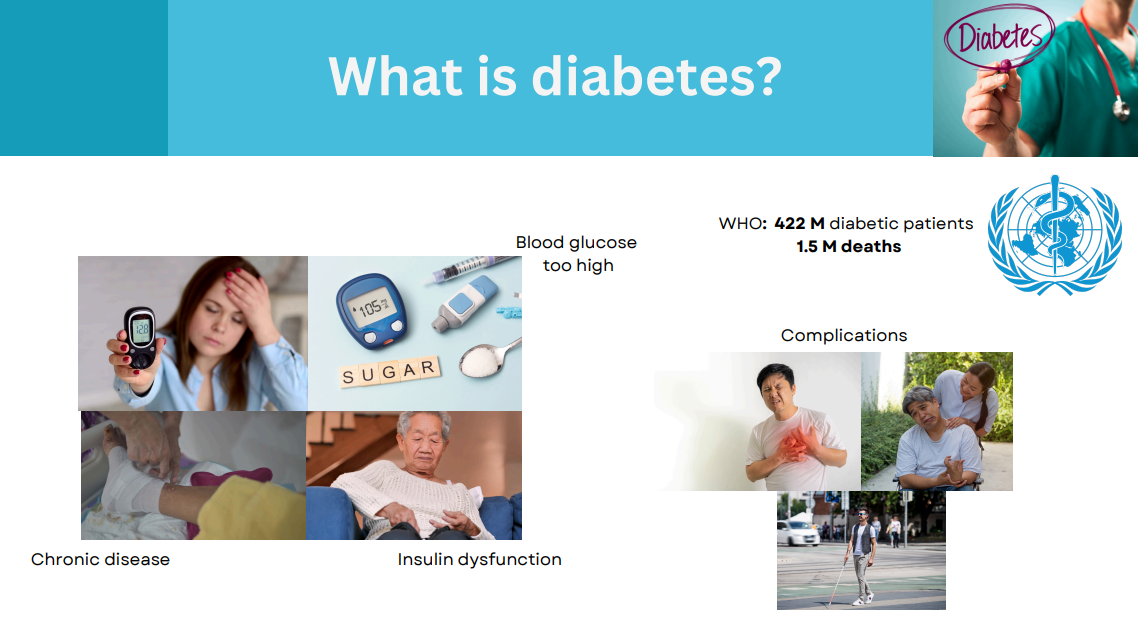 What is diabetes?
Diabetes
WHO: 422 M diabetic patients
1.5 M deaths
Blood glucose
too high
128
105
SUGAR
Complications
Chronic disease
Insulin dysfunction